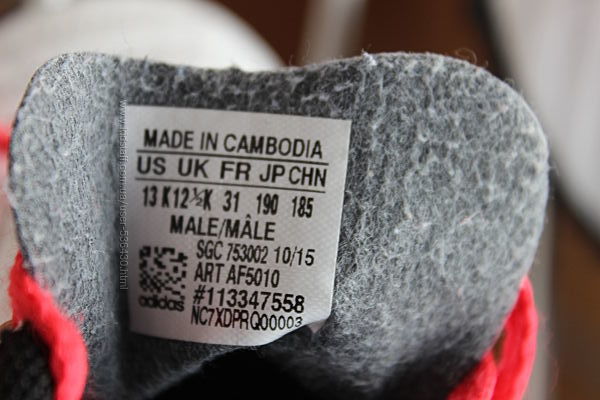 MADE IN CAMBODIA
US UK FR JP CHN
13 K 12½K 31 190 185
MALE/MÂLE
SGC 753002 10/15
ART AF5010
#113347558
NC7XDPRQ00003
adidas